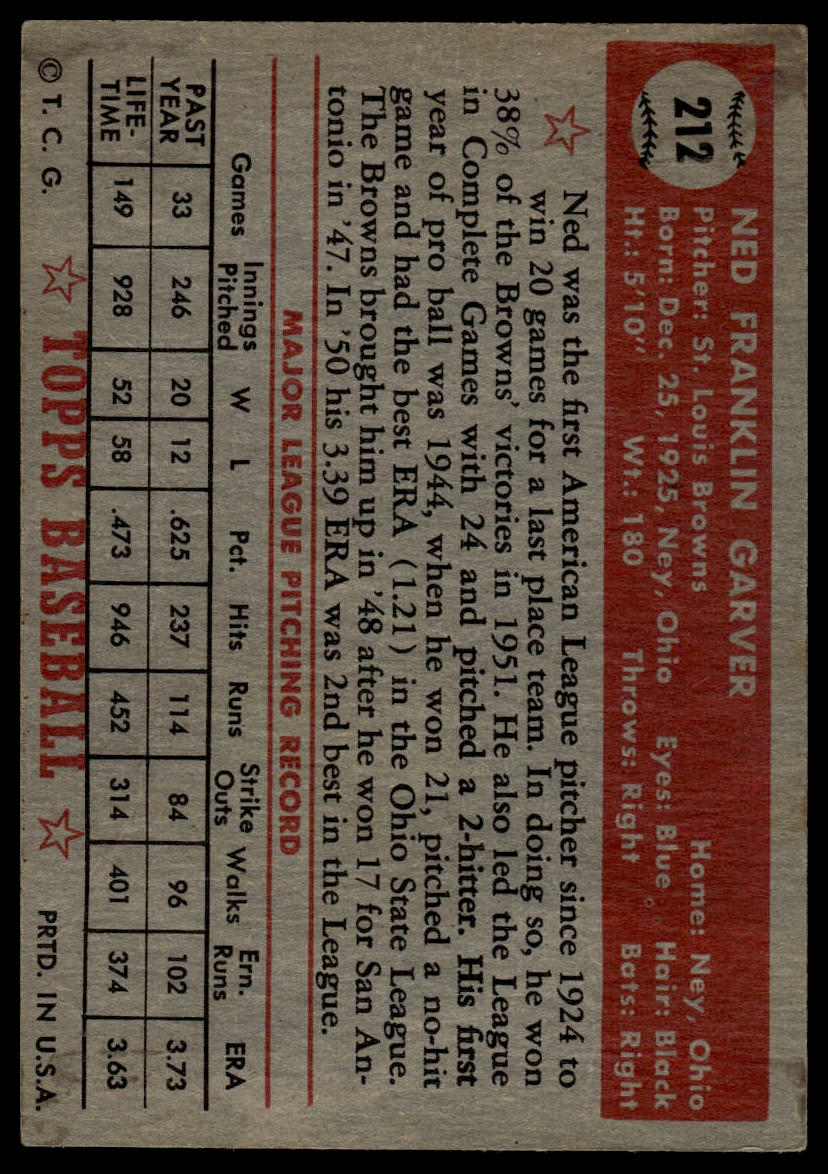 212
NED FRANKLIN GARVER
Pitcher: St. Louis Browns Home: Ney, Ohio
Born: Dec. 25, 1925, Ney, Ohio Eyes: Blue Hair: Black
Ht.: 5'10" Wt.: 180 Throws: Right Bats: Right
Ned was the first American League pitcher since 1924 to
win 20 games for a last place team. In doing so, he won
38% of the Browns' victories in 1951. He also led the League
in Complete Games with 24 and pitched a 2-hitter. His first
year of pro ball was 1944, when he won 21, pitched a no-hit
game and had the best ERA (1.21) in the Ohio State League.
The Browns brought him up in '48 after he won 17 for San An-
tonio in '47. In '50 his 3.39 ERA was 2nd best in the League.
MAJOR LEAGUE PITCHING RECORD
Games Innings Pitched W L Pct. Hits Runs Strike Outs Walks Ern. Runs ERA
PAST YEAR 33 246 20 12 .625 237 114 84 96 102 3.73
LIFE-TIME 149 928 52 58 .473 946 452 314 401 374 3.63
© T. C. G. TOPPS BASEBALL PRTD. IN U.S.A.